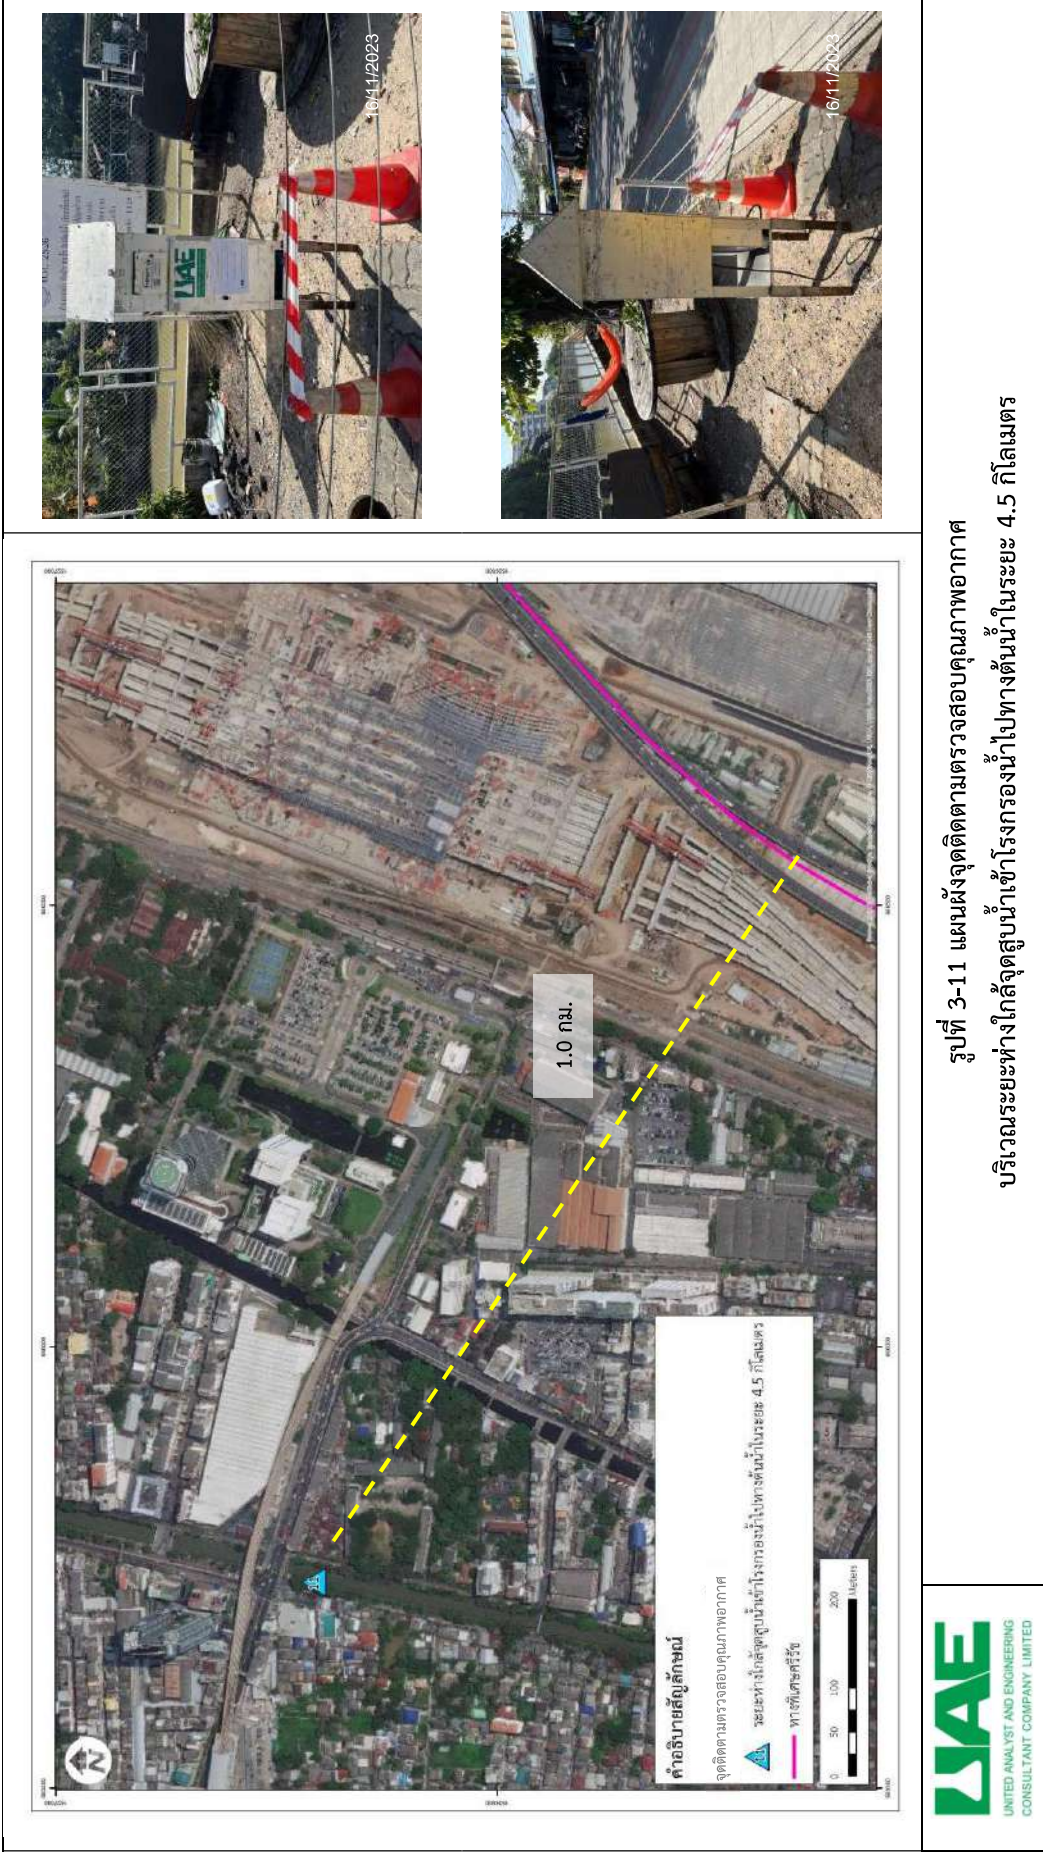 16/11/2023
16/11/2023
UAE
N
1.0 กม.
คำอธิบายสัญลักษณ์
จุดติดตามตรวจสอบคุณภาพอากาศ
11
ระยะห่างใกล้จุดสูบน้ำเข้าโรงกรองน้ำไปทางต้นน้ำในระยะ 4.5 กิโลเมตร
ทางพิเศษศรีรัช
0 50 100 200
Meters
UAE
UNITED ANALYST AND ENGINEERING
CONSULTANT COMPANY LIMITED
รูปที่ 3-11 แผนผังจุดติดตามตรวจสอบคุณภาพอากาศ
บริเวณระยะห่างใกล้จุดสูบน้ำเข้าโรงกรองน้ำไปทางต้นน้ำในระยะ 4.5 กิโลเมตร